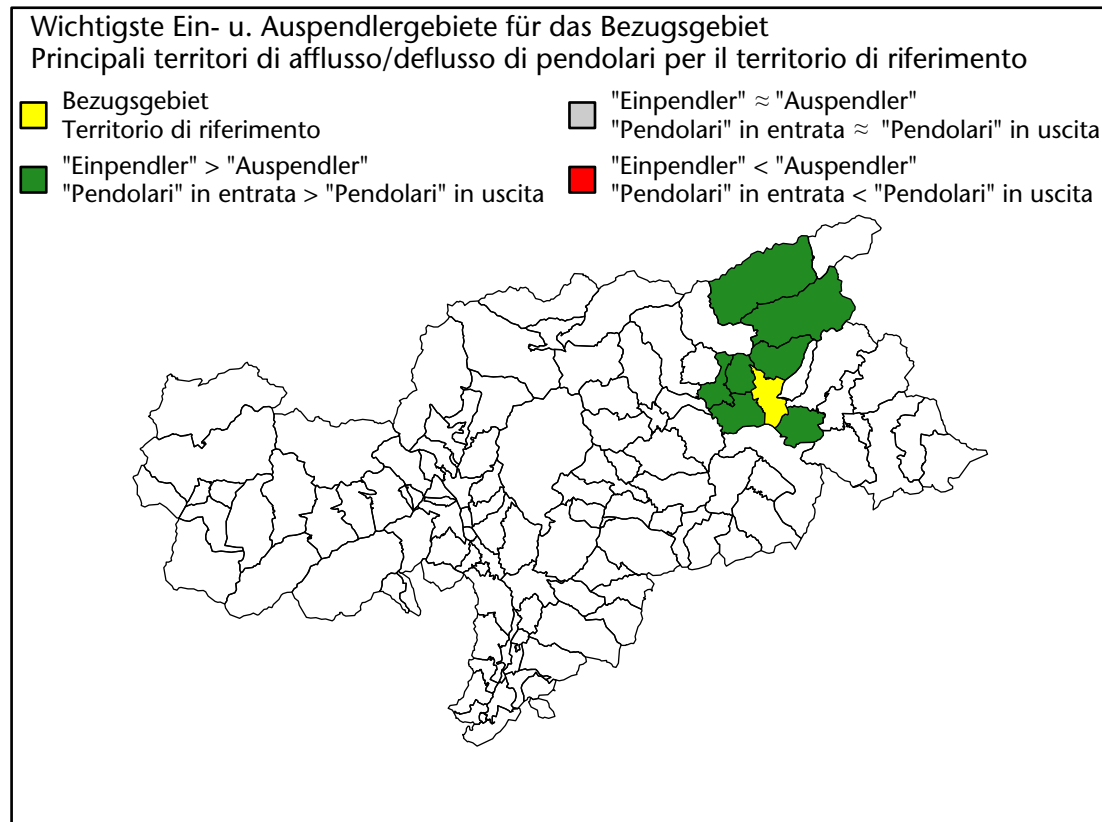 Wichtigste Ein- u. Auspendlergebiete für das Bezugsgebiet
Principali territori di afflusso/deflusso di pendolari per il territorio di riferimento
Bezugsgebiet
Territorio di riferimento
"Einpendler" > "Auspendler"
"Pendolari" in entrata > "Pendolari" in uscita
"Einpendler" ≈ "Auspendler"
"Pendolari" in entrata ≈ "Pendolari" in uscita
"Einpendler" < "Auspendler"
"Pendolari" in entrata < "Pendolari" in uscita